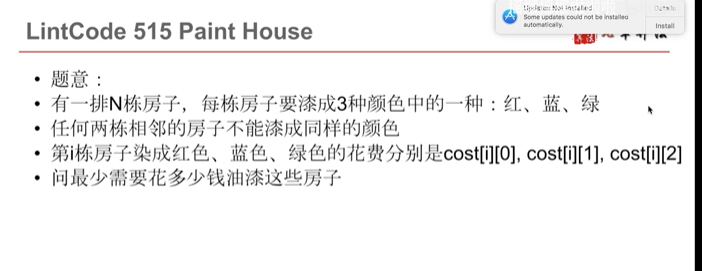 LintCode 515 Paint House
Updates Not Installed
Some updates could not be installed
automatically.
Details
Install
• 题意：
• 有一排N栋房子，每栋房子要漆成3种颜色中的一种：红、蓝、绿
• 任何两栋相邻的房子不能漆成同样的颜色
• 第i栋房子染成红色、蓝色、绿色的花费分别是cost[i][0], cost[i][1], cost[i][2]
• 问最少需要花多少钱油漆这些房子